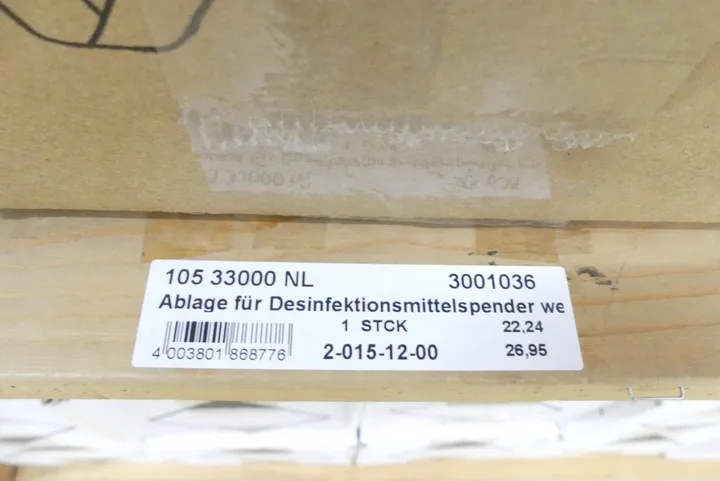 105 33000 NL 3001036
Ablage für Desinfektionsmittelspender we
1 STCK 22,24
4 003801 868776 2-015-12-00 26,95